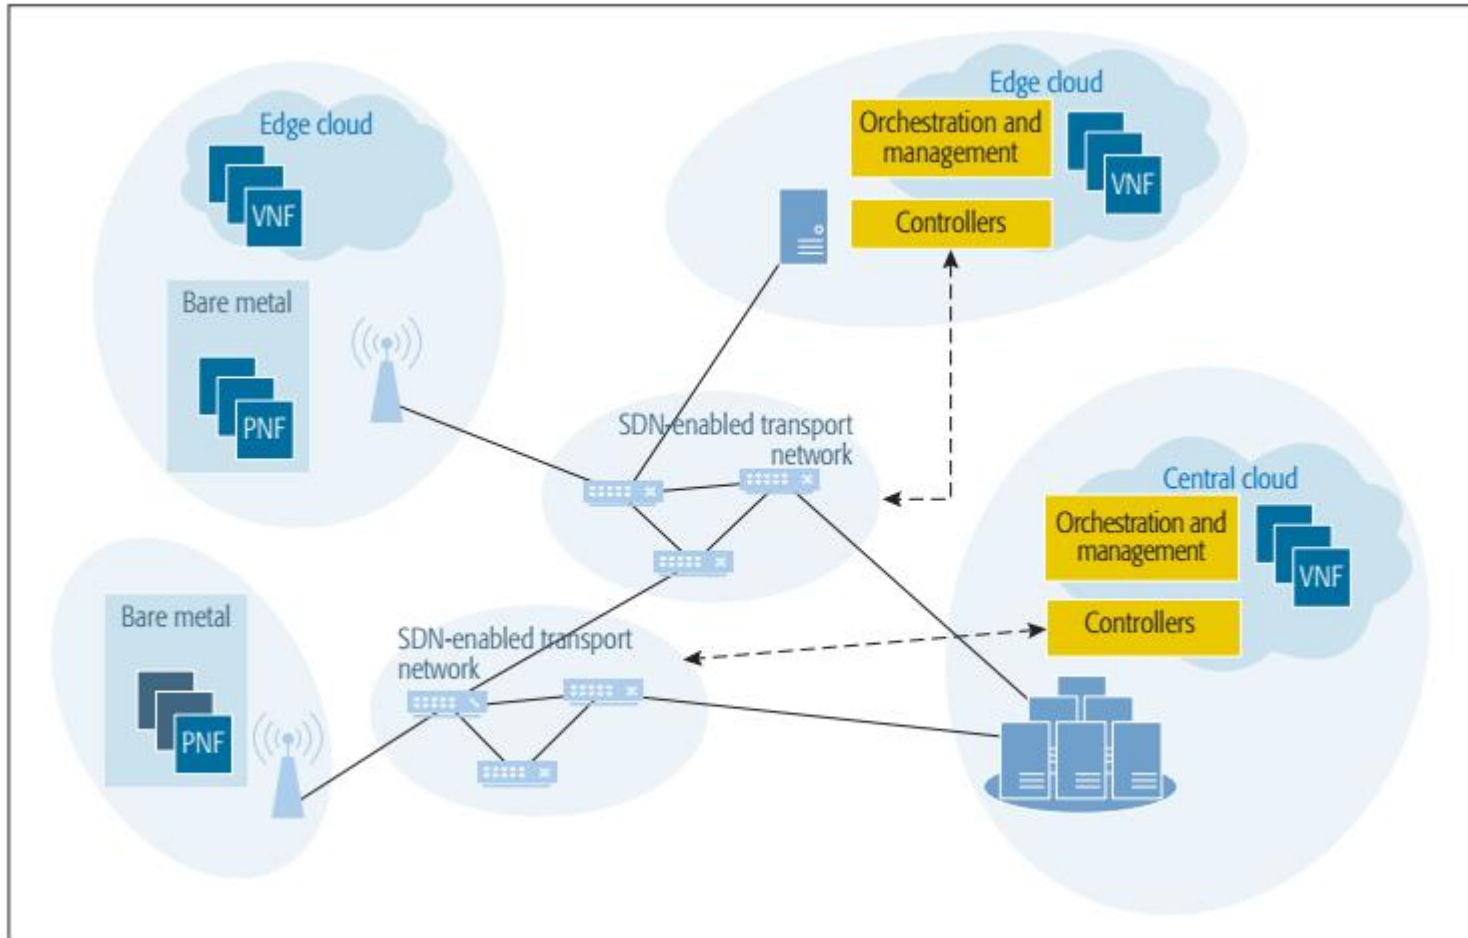 Edge cloud
VNF
Bare metal
PNF
Edge cloud
Orchestration and
management
VNF
Controllers
SDN-enabled transport
network
Central cloud
Orchestration and
management
VNF
Controllers
Bare metal
PNF
SDN-enabled transport
network